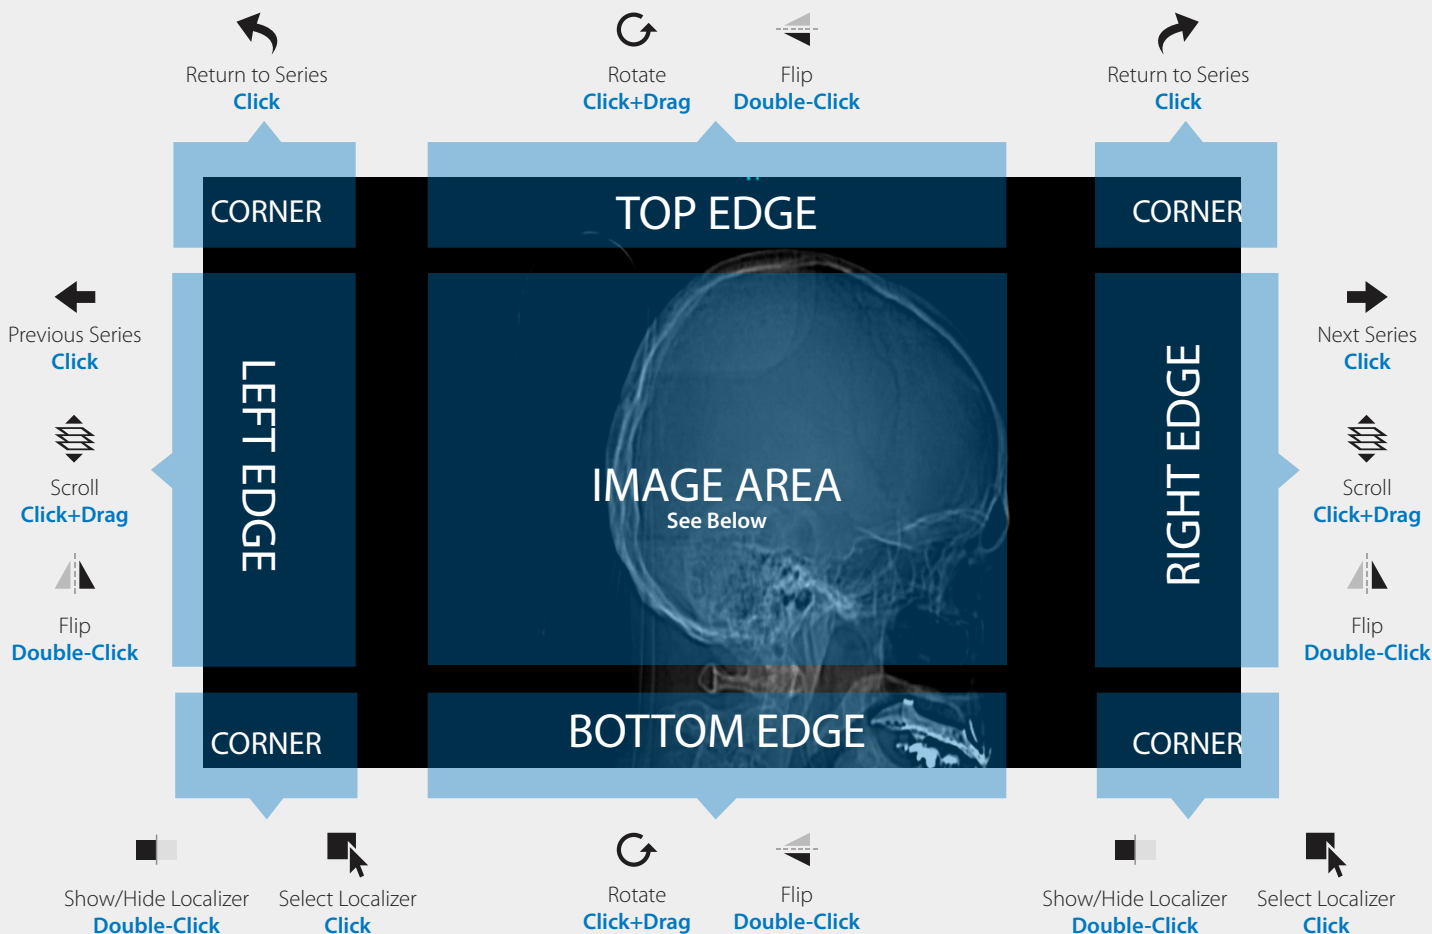 Return to Series
Click
Rotate
Click+Drag
Flip
Double-Click
Return to Series
Click
CORNER
TOP EDGE
CORNER
Previous Series
Click
Scroll
Click+Drag
Flip
Double-Click
LEFT EDGE
IMAGE AREA
See Below
RIGHT EDGE
Next Series
Click
Scroll
Click+Drag
Flip
Double-Click
CORNER
BOTTOM EDGE
CORNER
Show/Hide Localizer
Double-Click
Select Localizer
Click
Rotate
Click+Drag
Flip
Double-Click
Show/Hide Localizer
Double-Click
Select Localizer
Click